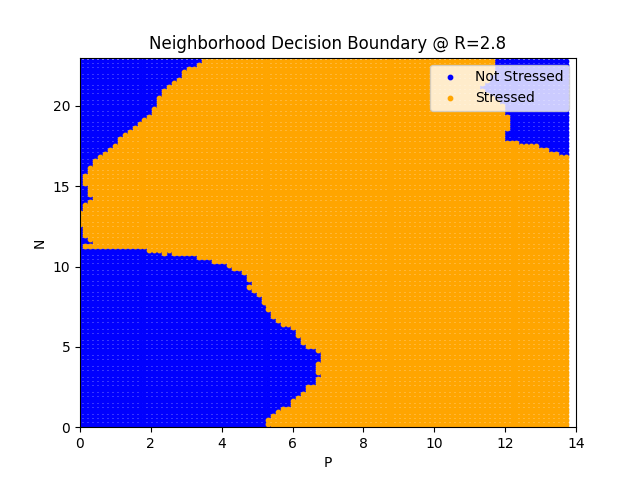 Neighborhood Decision Boundary @ R=2.8
Not Stressed
Stressed
N
20
15
10
5
0
0 2 4 6 8 10 12 14
P